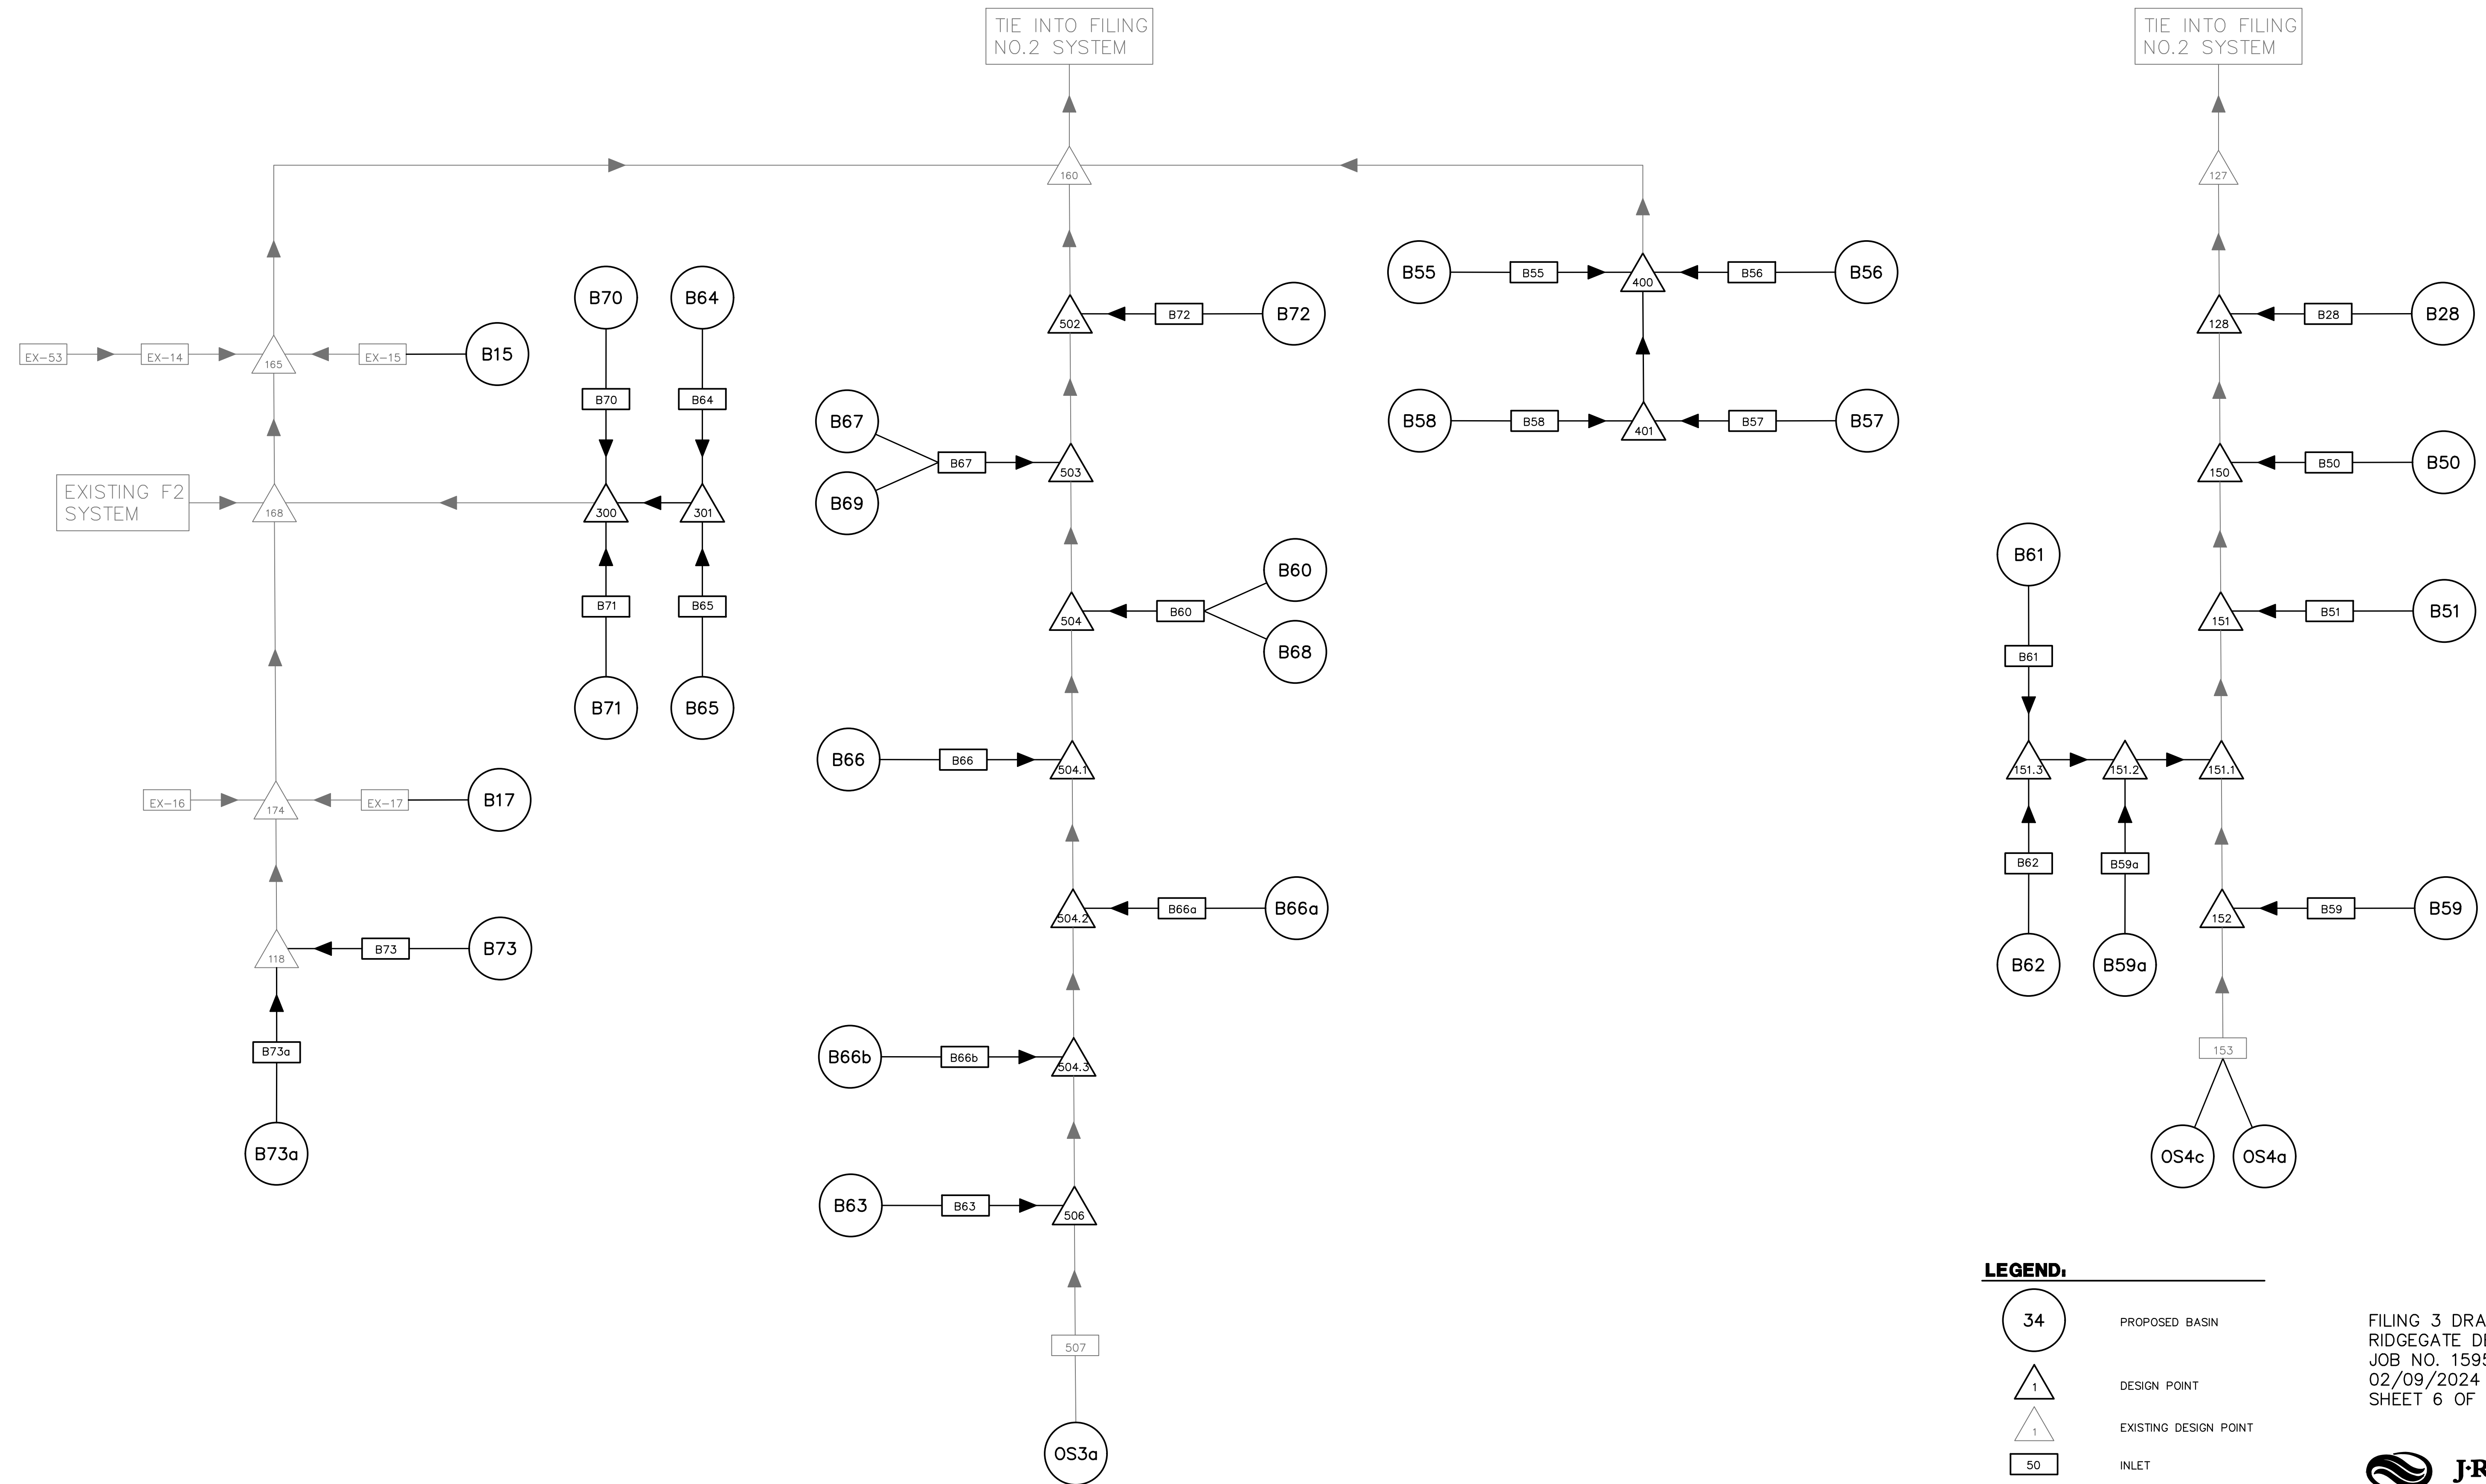 TIE INTO FILING
NO.2 SYSTEM
TIE INTO FILING
NO.2 SYSTEM
160
127
B70
B64
B55
B55
400
B56
B56
502
B72
B72
128
B28
B28
EX-53
EX-14
165
EX-15
B15
B70
B64
B67
B58
B58
401
B57
B57
B67
503
150
B50
B50
EXISTING F2
SYSTEM
168
300
301
B69
B61
B60
B71
B65
504
B60
151
B51
B51
B68
B61
B71
B65
B66
B66
504.1
151.3
151.2
151.1
EX-16
174
EX-17
B17
B62
B59a
504.2
B66a
B66a
152
B59
B59
118
B73
B73
B62
B59a
B73a
B66b
B66b
504.3
153
B73a
OS4c
OS4a
B63
B63
506
507
OS3a
LEGEND:
34
PROPOSED BASIN
1
DESIGN POINT
1
EXISTING DESIGN POINT
50
INLET
FILING 3 DRA
RIDGEGATE DE
JOB NO. 1595
02/09/2024
SHEET 6 OF
J·R